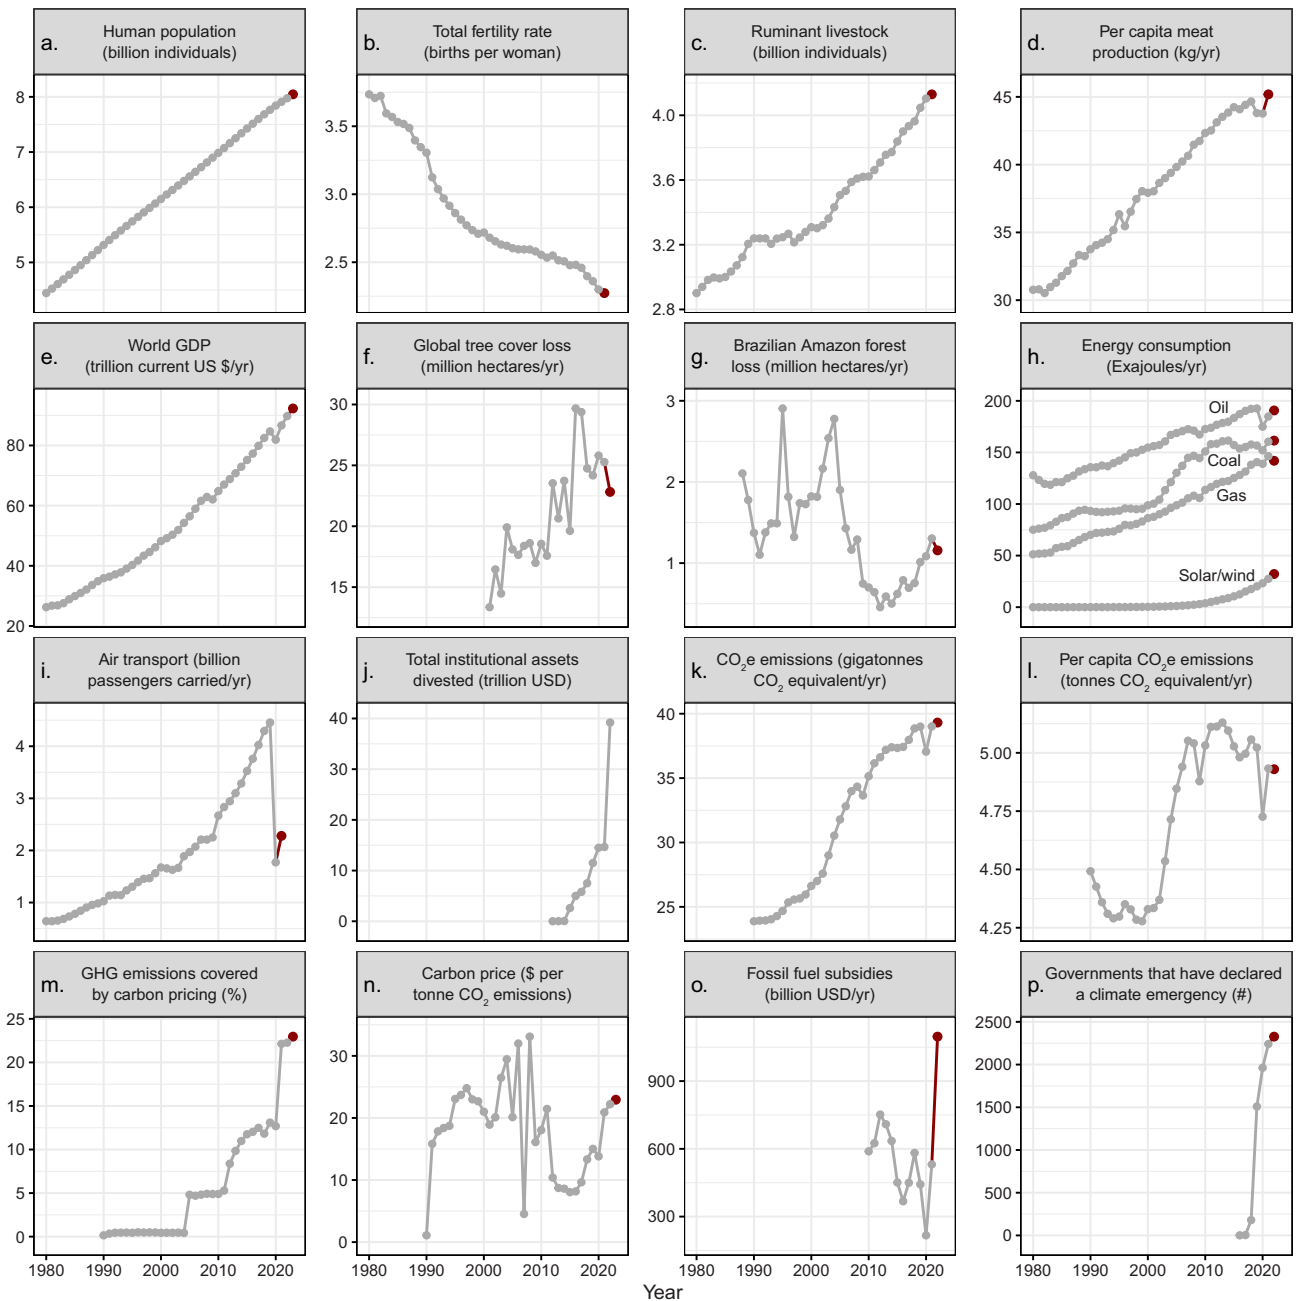 a. Human population
(billion individuals)
b. Total fertility rate
(births per woman)
c. Ruminant livestock
(billion individuals)
d. Per capita meat
production (kg/yr)
8
7
6
5
3.5
3.0
2.5
4.0
3.6
3.2
2.8
45
40
35
30
e. World GDP
(trillion current US $/yr)
f. Global tree cover loss
(million hectares/yr)
g. Brazilian Amazon forest
loss (million hectares/yr)
h. Energy consumption
(Exajoules/yr)
80
60
40
20
30
25
20
15
3
2
1
200
150
100
50
0
Oil
Coal
Gas
Solar/wind
i. Air transport (billion
passengers carried/yr)
j. Total institutional assets
divested (trillion USD)
k. CO2e emissions (gigatonnes
CO2 equivalent/yr)
l. Per capita CO2e emissions
(tonnes CO2 equivalent/yr)
4
3
2
1
40
30
20
10
0
40
35
30
25
5.00
4.75
4.50
4.25
m. GHG emissions covered
by carbon pricing (%)
n. Carbon price ($ per
tonne CO2 emissions)
o. Fossil fuel subsidies
(billion USD/yr)
p. Governments that have declared
a climate emergency (#)
25
20
15
10
5
0
30
20
10
0
900
600
300
2500
2000
1500
1000
500
0
1980 1990 2000 2010 2020
1980 1990 2000 2010 2020
1980 1990 2000 2010 2020
1980 1990 2000 2010 2020
Year